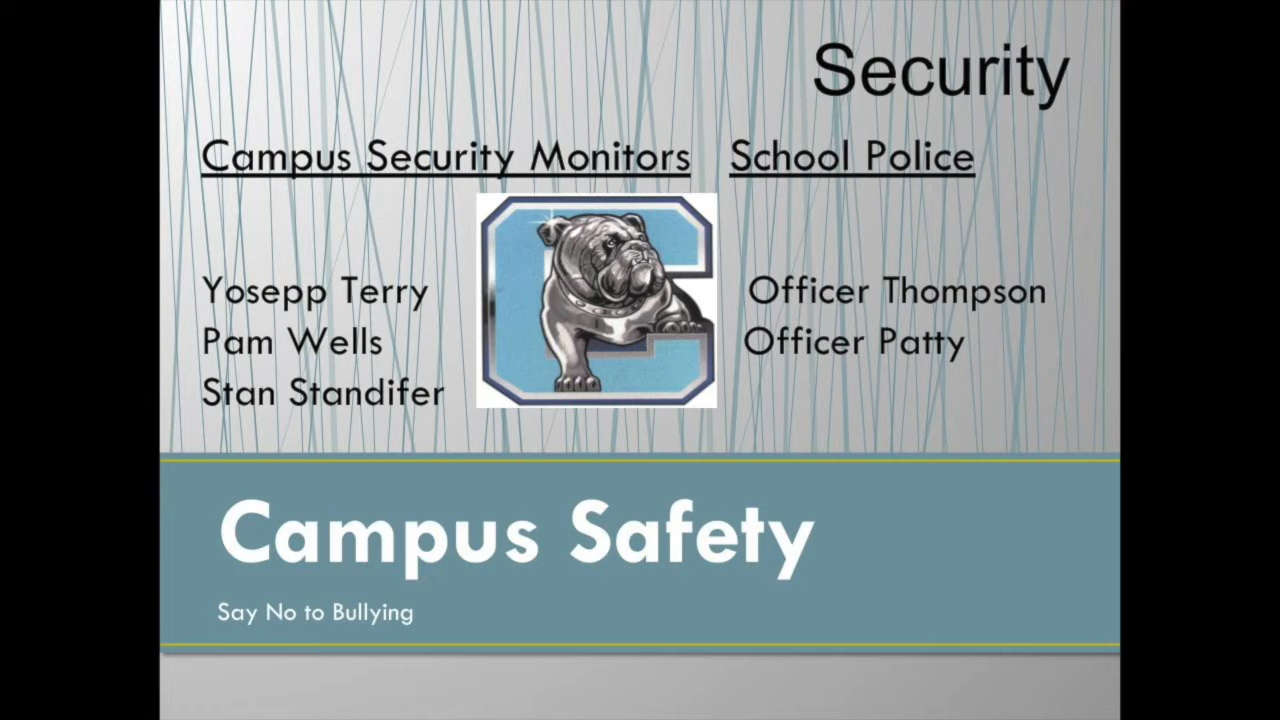 Security
Campus Security Monitors School Police
Yosepp Terry Officer Thompson
Pam Wells Officer Patty
Stan Standifer
Campus Safety
Say No to Bullying